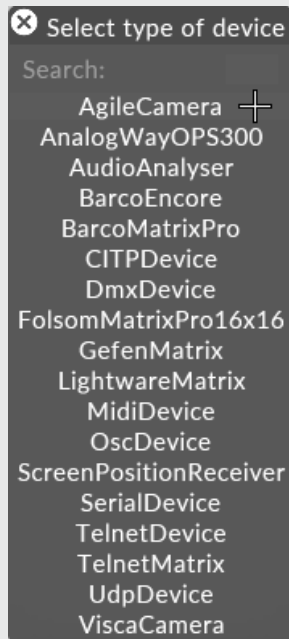 Select type of device
Search:
AgileCamera
AnalogWayOPS300
AudioAnalyser
BarcoEncore
BarcoMatrixPro
CITPDevice
DmxDevice
FolsomMatrixPro16x16
GefenMatrix
LightwareMatrix
MidiDevice
OscDevice
ScreenPositionReceiver
SerialDevice
TelnetDevice
TelnetMatrix
UdpDevice
ViscaCamera